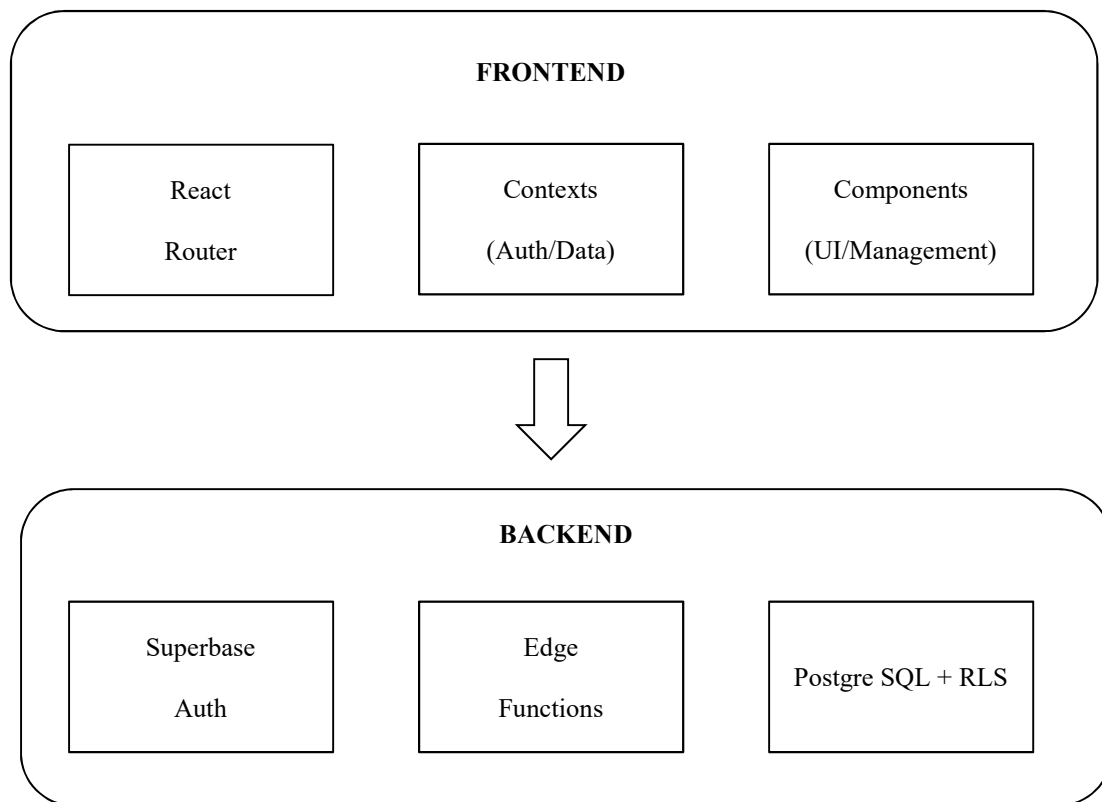 FRONTEND
React
Router
Contexts
(Auth/Data)
Components
(UI/Management)
BACKEND
Superbase
Auth
Edge
Functions
Postgre SQL + RLS